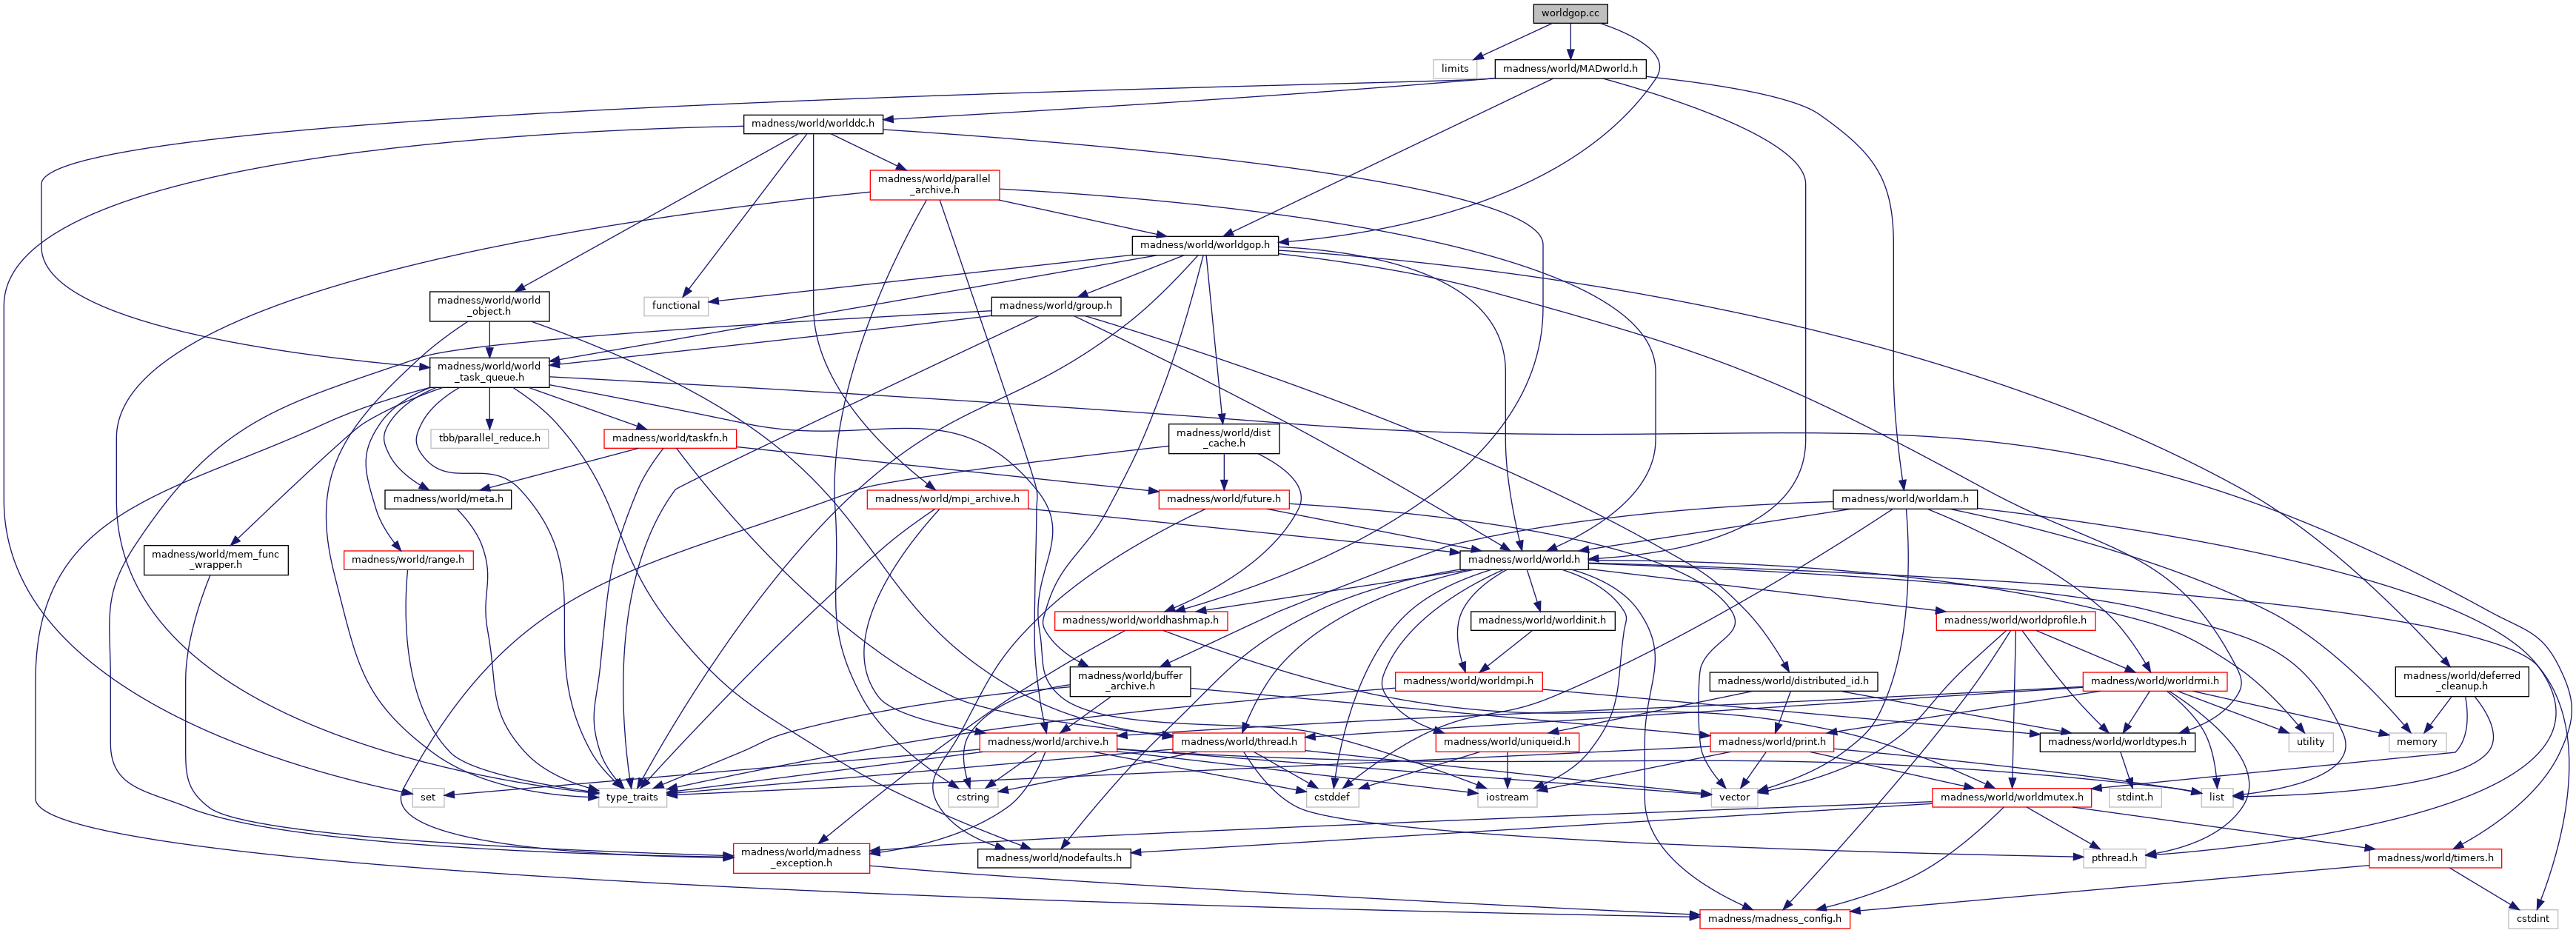 worldgop.cc
limits
madness/world/MADworld.h
madness/world/worlddc.h
madness/world/parallel
_archive.h
madness/world/worldgop.h
madness/world/world
_object.h
functional
madness/world/group.h
madness/world/world
_task_queue.h
tbb/parallel_reduce.h
madness/world/taskfn.h
madness/world/dist
_cache.h
madness/world/meta.h
madness/world/mpi_archive.h
madness/world/future.h
madness/world/worldam.h
madness/world/mem_func
_wrapper.h
madness/world/range.h
madness/world/world.h
madness/world/worldhashmap.h
madness/world/worldinit.h
madness/world/worldprofile.h
madness/world/buffer
_archive.h
madness/world/worldmpi.h
madness/world/distributed_id.h
madness/world/worldrmi.h
madness/world/deferred
_cleanup.h
madness/world/archive.h
madness/world/thread.h
madness/world/uniqueid.h
madness/world/print.h
madness/world/worldtypes.h
utility
memory
set
type_traits
cstring
iostream
cstddef
vector
madness/world/worldmutex.h
stdint.h
list
madness/world/madness
_exception.h
madness/world/nodefaults.h
pthread.h
madness/world/timers.h
madness/madness_config.h
cstdint